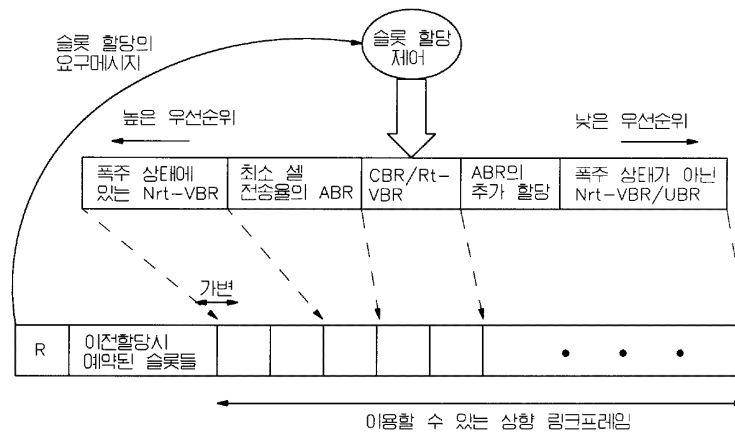 슬롯 할당의
요구메시지
슬롯 할당
제어
높은 우선순위
낮은 우선순위
폭주 상태에
있는 Nrt-VBR
최소 셀
전송율의 ABR
CBR/Rt-
VBR
ABR의
추가 할당
폭주 상태가 아닌
Nrt-VBR/UBR
가변
R
이전할당시
예약된 슬롯들
이용할 수 있는 상향 링크프레임